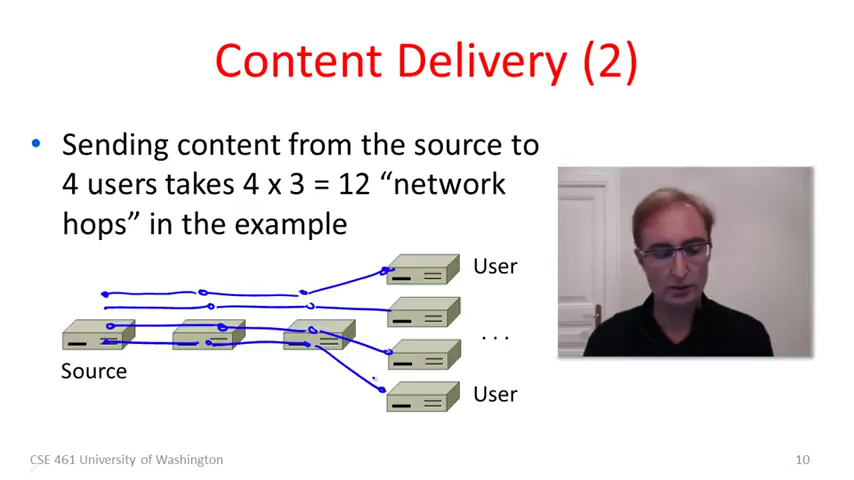 Content Delivery (2)
• Sending content from the source to
4 users takes 4 x 3 = 12 “network
hops” in the example
User
. . .
Source
User
CSE 461 University of Washington
10